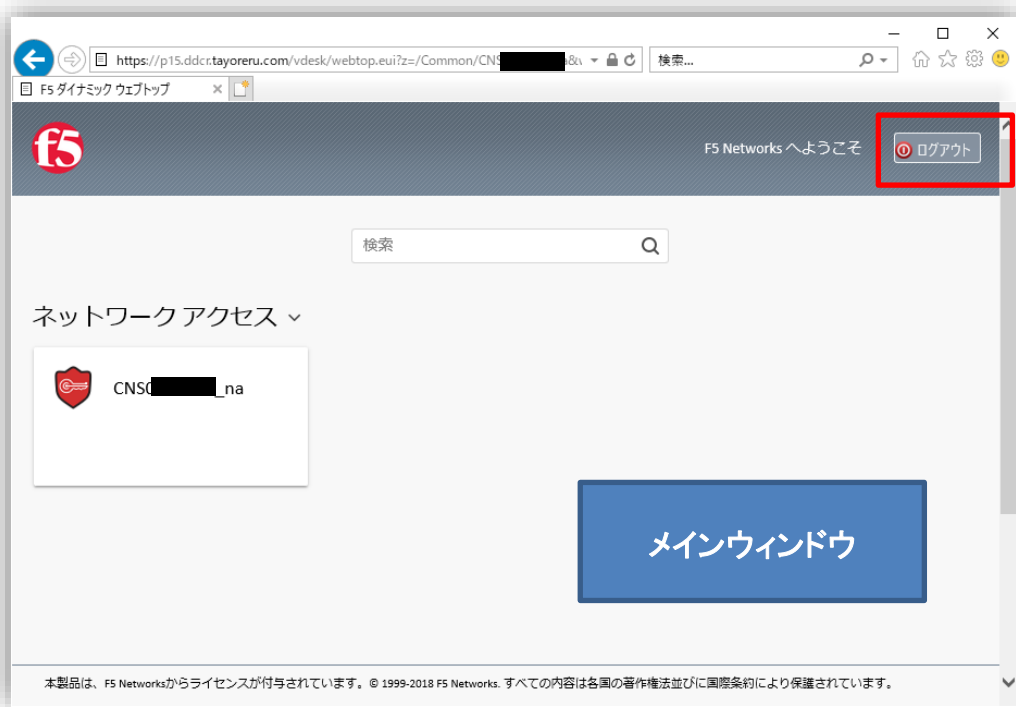 https://p15.ddcr.tayoreru.com/vdesk/webtop.eui?z=/Common/CNS
検索...
F5 ダイナミック ウェブトップ
f5
F5 Networks へようこそ
ログアウト
検索
ネットワーク アクセス
CNS
_na
メインウィンドウ
本製品は、F5 Networksからライセンスが付与されています。© 1999-2018 F5 Networks. すべての内容は各国の著作権法並びに国際条約により保護されています。